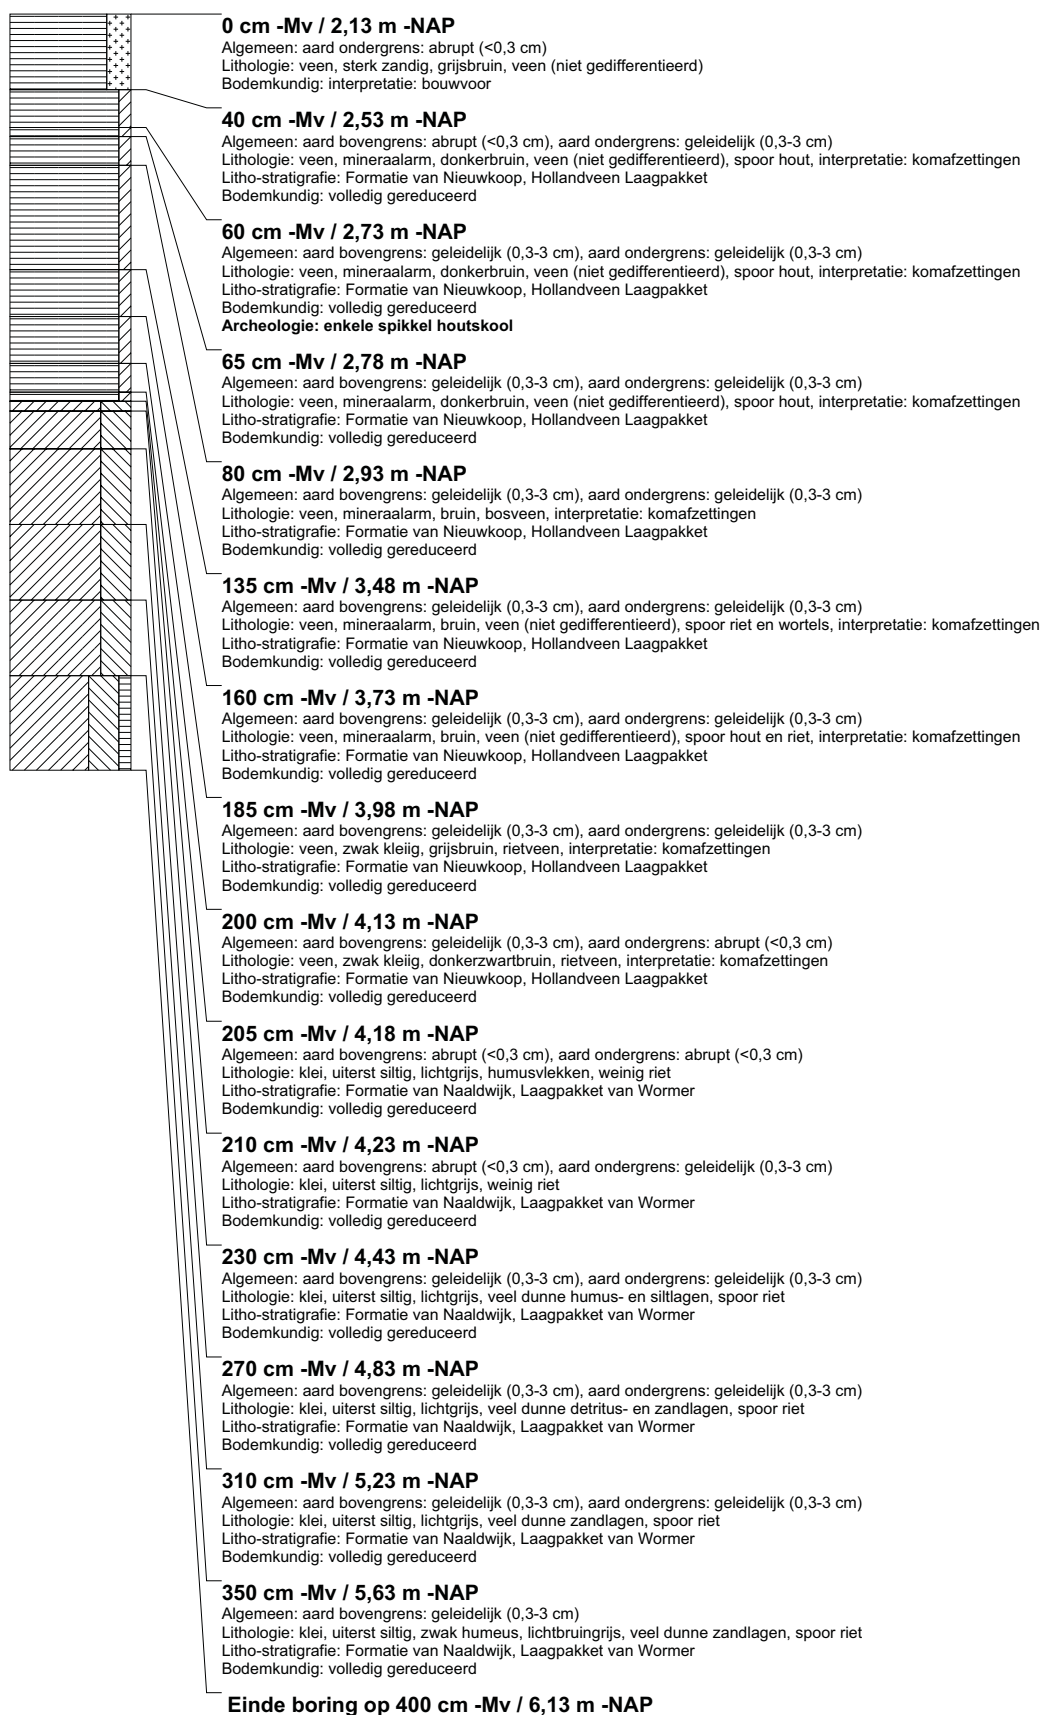 0 cm -Mv / 2,13 m -NAP
Algemeen: aard ondergrens: abrupt (<0,3 cm)
Lithologie: veen, sterk zandig, grijsbruin, veen (niet gedifferentieerd)
Bodemkundig: interpretatie: bouwvoor
40 cm -Mv / 2,53 m -NAP
Algemeen: aard bovengrens: abrupt (<0,3 cm), aard ondergrens: geleidelijk (0,3-3 cm)
Lithologie: veen, mineraalarm, donkerbruin, veen (niet gedifferentieerd), spoor hout, interpretatie: komafzettingen
Litho-stratigrafie: Formatie van Nieuwkoop, Hollandveen Laagpakket
Bodemkundig: volledig gereduceerd
60 cm -Mv / 2,73 m -NAP
Algemeen: aard bovengrens: geleidelijk (0,3-3 cm), aard ondergrens: geleidelijk (0,3-3 cm)
Lithologie: veen, mineraalarm, donkerbruin, veen (niet gedifferentieerd), spoor hout, interpretatie: komafzettingen
Litho-stratigrafie: Formatie van Nieuwkoop, Hollandveen Laagpakket
Bodemkundig: volledig gereduceerd
Archeologie: enkele spikkel houtskool
65 cm -Mv / 2,78 m -NAP
Algemeen: aard bovengrens: geleidelijk (0,3-3 cm), aard ondergrens: geleidelijk (0,3-3 cm)
Lithologie: veen, mineraalarm, donkerbruin, veen (niet gedifferentieerd), spoor hout, interpretatie: komafzettingen
Litho-stratigrafie: Formatie van Nieuwkoop, Hollandveen Laagpakket
Bodemkundig: volledig gereduceerd
80 cm -Mv / 2,93 m -NAP
Algemeen: aard bovengrens: geleidelijk (0,3-3 cm), aard ondergrens: geleidelijk (0,3-3 cm)
Lithologie: veen, mineraalarm, bruin, bosveen, interpretatie: komafzettingen
Litho-stratigrafie: Formatie van Nieuwkoop, Hollandveen Laagpakket
Bodemkundig: volledig gereduceerd
135 cm -Mv / 3,48 m -NAP
Algemeen: aard bovengrens: geleidelijk (0,3-3 cm), aard ondergrens: geleidelijk (0,3-3 cm)
Lithologie: veen, mineraalarm, bruin, veen (niet gedifferentieerd), spoor riet en wortels, interpretatie: komafzettingen
Litho-stratigrafie: Formatie van Nieuwkoop, Hollandveen Laagpakket
Bodemkundig: volledig gereduceerd
160 cm -Mv / 3,73 m -NAP
Algemeen: aard bovengrens: geleidelijk (0,3-3 cm), aard ondergrens: geleidelijk (0,3-3 cm)
Lithologie: veen, mineraalarm, bruin, veen (niet gedifferentieerd), spoor hout en riet, interpretatie: komafzettingen
Litho-stratigrafie: Formatie van Nieuwkoop, Hollandveen Laagpakket
Bodemkundig: volledig gereduceerd
185 cm -Mv / 3,98 m -NAP
Algemeen: aard bovengrens: geleidelijk (0,3-3 cm), aard ondergrens: geleidelijk (0,3-3 cm)
Lithologie: veen, zwak kleiig, grijsbruin, rietveen, interpretatie: komafzettingen
Litho-stratigrafie: Formatie van Nieuwkoop, Hollandveen Laagpakket
Bodemkundig: volledig gereduceerd
200 cm -Mv / 4,13 m -NAP
Algemeen: aard bovengrens: geleidelijk (0,3-3 cm), aard ondergrens: abrupt (<0,3 cm)
Lithologie: veen, zwak kleiig, donkerzwartbruin, rietveen, interpretatie: komafzettingen
Litho-stratigrafie: Formatie van Nieuwkoop, Hollandveen Laagpakket
Bodemkundig: volledig gereduceerd
205 cm -Mv / 4,18 m -NAP
Algemeen: aard bovengrens: abrupt (<0,3 cm), aard ondergrens: abrupt (<0,3 cm)
Lithologie: klei, uiterst siltig, lichtgrijs, humusvlekken, weinig riet
Litho-stratigrafie: Formatie van Naaldwijk, Laagpakket van Wormer
Bodemkundig: volledig gereduceerd
210 cm -Mv / 4,23 m -NAP
Algemeen: aard bovengrens: abrupt (<0,3 cm), aard ondergrens: geleidelijk (0,3-3 cm)
Lithologie: klei, uiterst siltig, lichtgrijs, weinig riet
Litho-stratigrafie: Formatie van Naaldwijk, Laagpakket van Wormer
Bodemkundig: volledig gereduceerd
230 cm -Mv / 4,43 m -NAP
Algemeen: aard bovengrens: geleidelijk (0,3-3 cm), aard ondergrens: geleidelijk (0,3-3 cm)
Lithologie: klei, uiterst siltig, lichtgrijs, veel dunne humus- en siltlagen, spoor riet
Litho-stratigrafie: Formatie van Naaldwijk, Laagpakket van Wormer
Bodemkundig: volledig gereduceerd
270 cm -Mv / 4,83 m -NAP
Algemeen: aard bovengrens: geleidelijk (0,3-3 cm), aard ondergrens: geleidelijk (0,3-3 cm)
Lithologie: klei, uiterst siltig, lichtgrijs, veel dunne detritus- en zandlagen, spoor riet
Litho-stratigrafie: Formatie van Naaldwijk, Laagpakket van Wormer
Bodemkundig: volledig gereduceerd
310 cm -Mv / 5,23 m -NAP
Algemeen: aard bovengrens: geleidelijk (0,3-3 cm), aard ondergrens: geleidelijk (0,3-3 cm)
Lithologie: klei, uiterst siltig, lichtgrijs, veel dunne zandlagen, spoor riet
Litho-stratigrafie: Formatie van Naaldwijk, Laagpakket van Wormer
Bodemkundig: volledig gereduceerd
350 cm -Mv / 5,63 m -NAP
Algemeen: aard bovengrens: geleidelijk (0,3-3 cm)
Lithologie: klei, uiterst siltig, zwak humeus, lichtbruingrijs, veel dunne zandlagen, spoor riet
Litho-stratigrafie: Formatie van Naaldwijk, Laagpakket van Wormer
Bodemkundig: volledig gereduceerd
Einde boring op 400 cm -Mv / 6,13 m -NAP